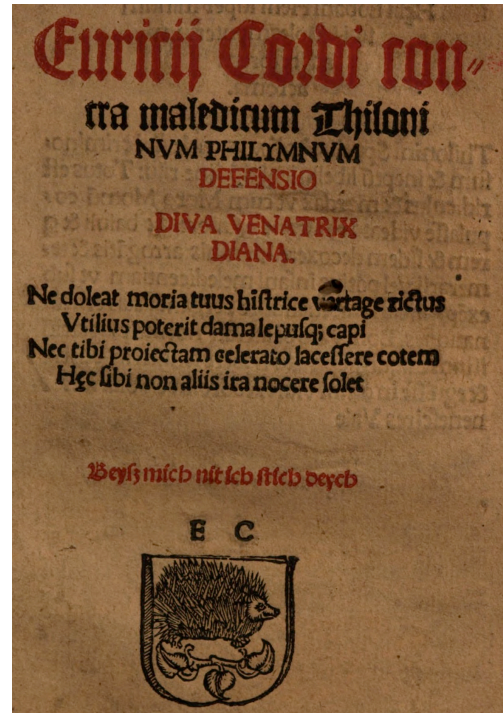 Euricij Cordi con⸗
tra maledicum Thiloni
NVM PHILYMNVM
DEFENSIO
DIVA VENATRIX
DIANA.
Ne doleat moria tuus histrice vartage rictus
Vtilius poterit dama lepusq; capi
Nec tibi proiectam celerato lacessere cotem
Hęc sibi non aliis ira nocere solet
Beysz mich nit ich stich deych
E C